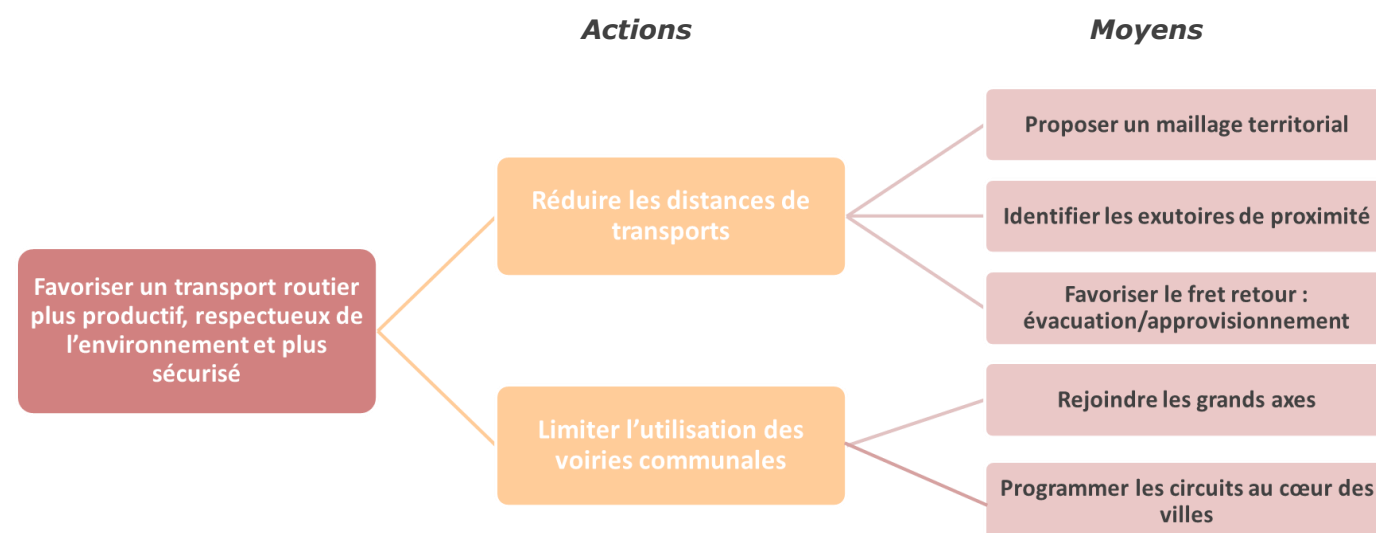 Actions
Moyens
Favoriser un transport routier
plus productif, respectueux de
l’environnement et plus
sécurisé
Réduire les distances de
transports
Proposer un maillage territorial
Identifier les exutoires de proximité
Favoriser le fret retour :
évacuation/approvisionnement
Limiter l’utilisation des
voiries communales
Rejoindre les grands axes
Programmer les circuits au cœur des
villes